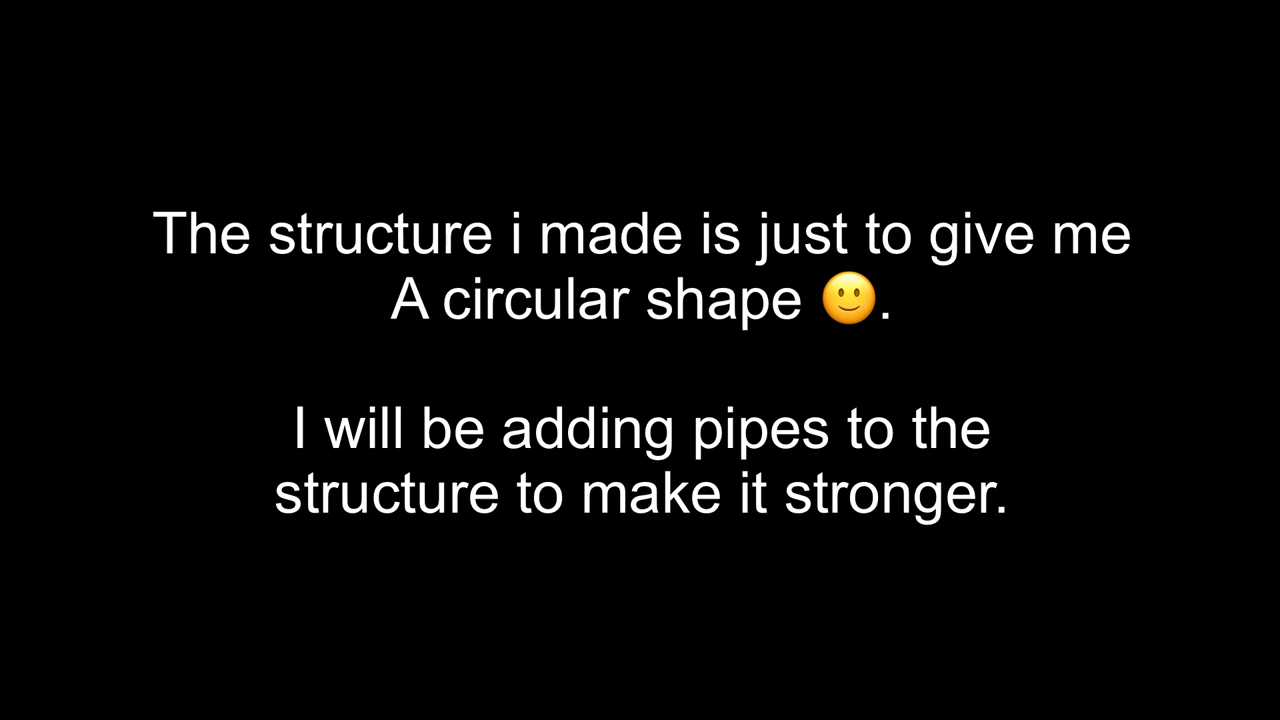 The structure i made is just to give me
A circular shape 🙂.
I will be adding pipes to the
structure to make it stronger.